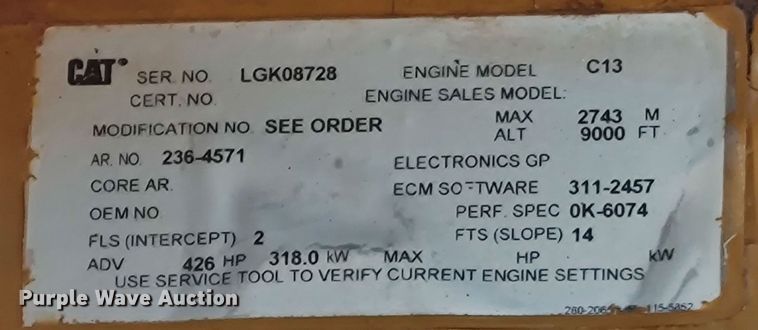 CAT SER. NO. LGK08728 ENGINE MODEL C13
CERT. NO. ENGINE SALES MODEL:
MODIFICATION NO. SEE ORDER MAX ALT 2743 M 9000 FT
AR. NO. 236-4571 ELECTRONICS GP
CORE AR. ECM SOFTWARE 311-2457
OEM NO PERF. SPEC 0K-6074
FLS (INTERCEPT) 2 FTS (SLOPE) 14
ADV 426 HP 318.0 kW MAX HP kW
USE SERVICE TOOL TO VERIFY CURRENT ENGINE SETTINGS
Purple Wave Auction